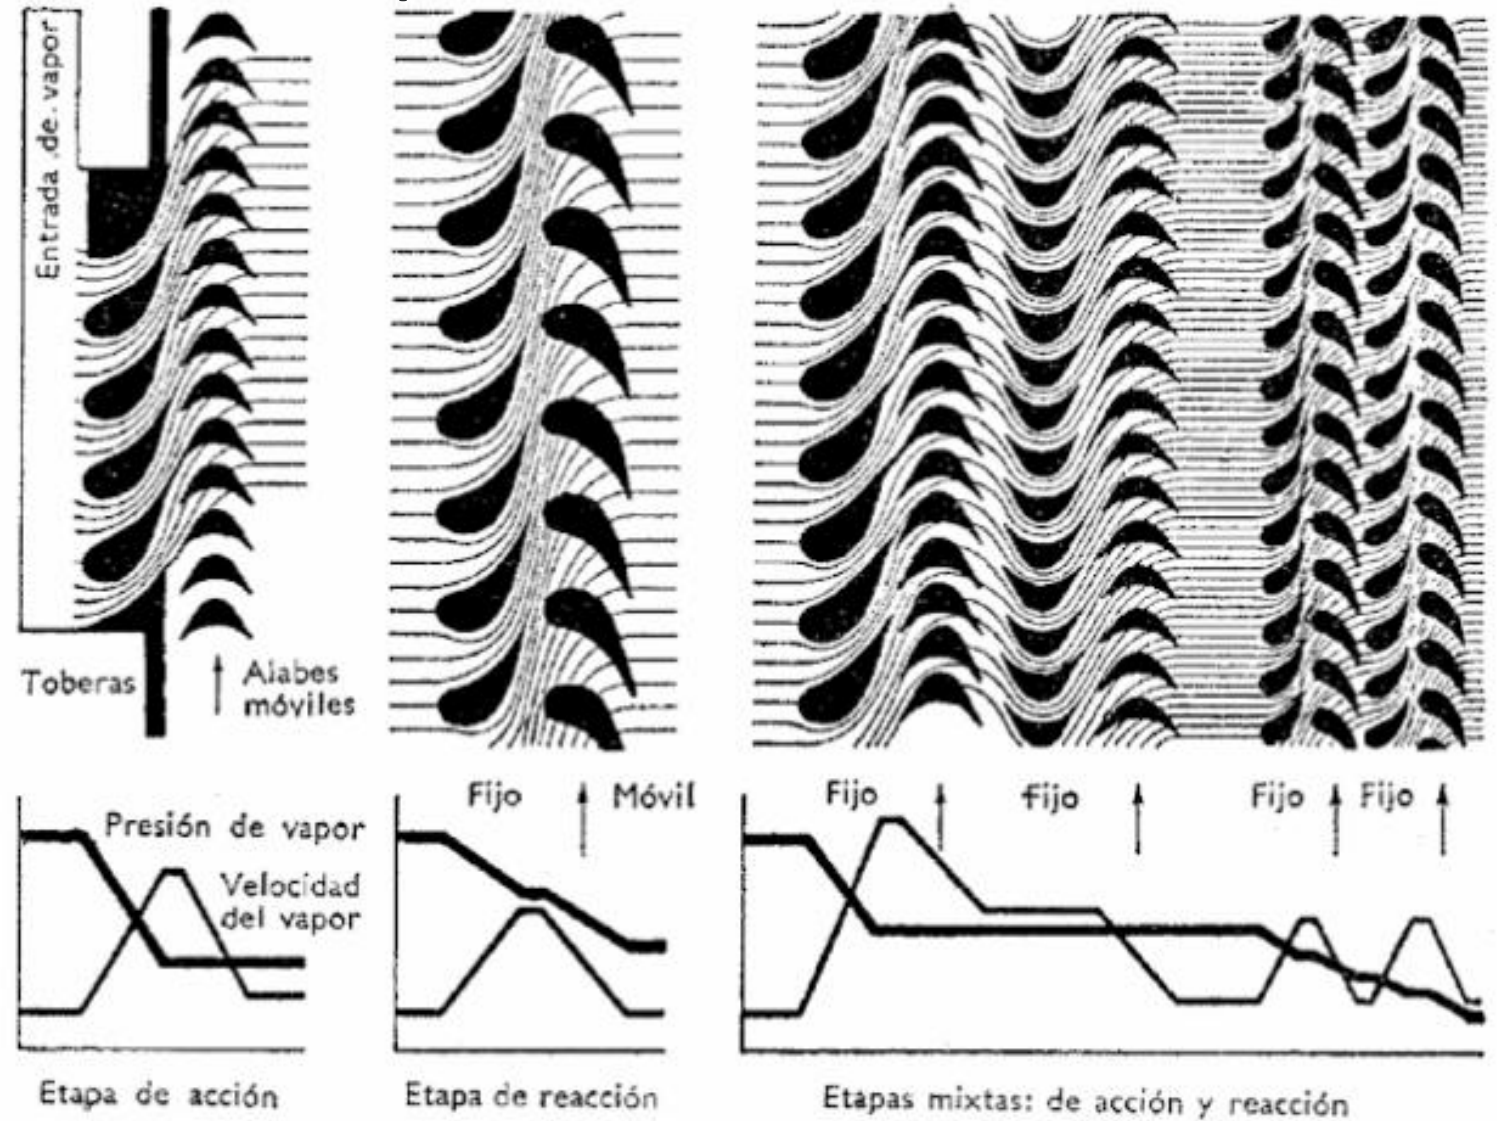 Entrada de vapor
Toberas
Alabes
móviles
Presión de vapor
Velocidad
del vapor
Etapa de acción
Fijo
Móvil
Etapa de reacción
Fijo
fijo
Fijo
Fijo
Etapas mixtas: de acción y reacción